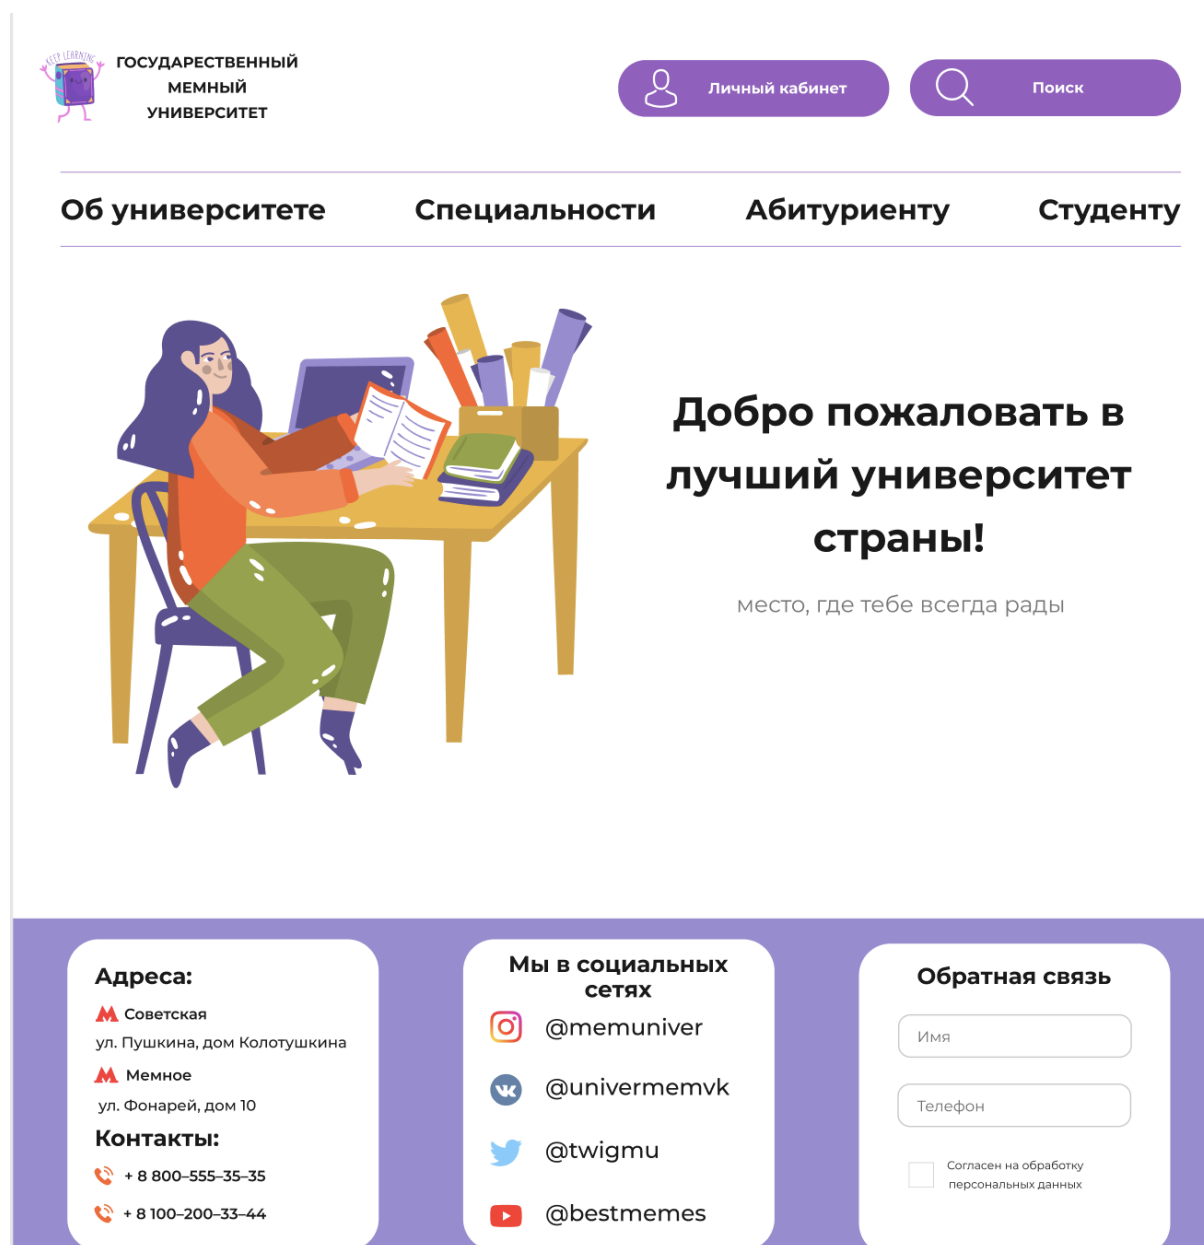 KEEP LEARNING
ГОСУДАРЕСТВЕННЫЙ
МЕМНЫЙ
УНИВЕРСИТЕТ
Личный кабинет
Поиск
Об университете
Специальности
Абитуриенту
Студенту
Добро пожаловать в
лучший университет
страны!
место, где тебе всегда рады
Адреса:
Советская
ул. Пушкина, дом Колотушкина
Мемное
ул. Фонарей, дом 10
Контакты:
+ 8 800–555–35–35
+ 8 100–200–33–44
Мы в социальных
сетях
@memuniver
@univermemvk
@twigmu
@bestmemes
Обратная связь
Имя
Телефон
Согласен на обработку
персональных данных